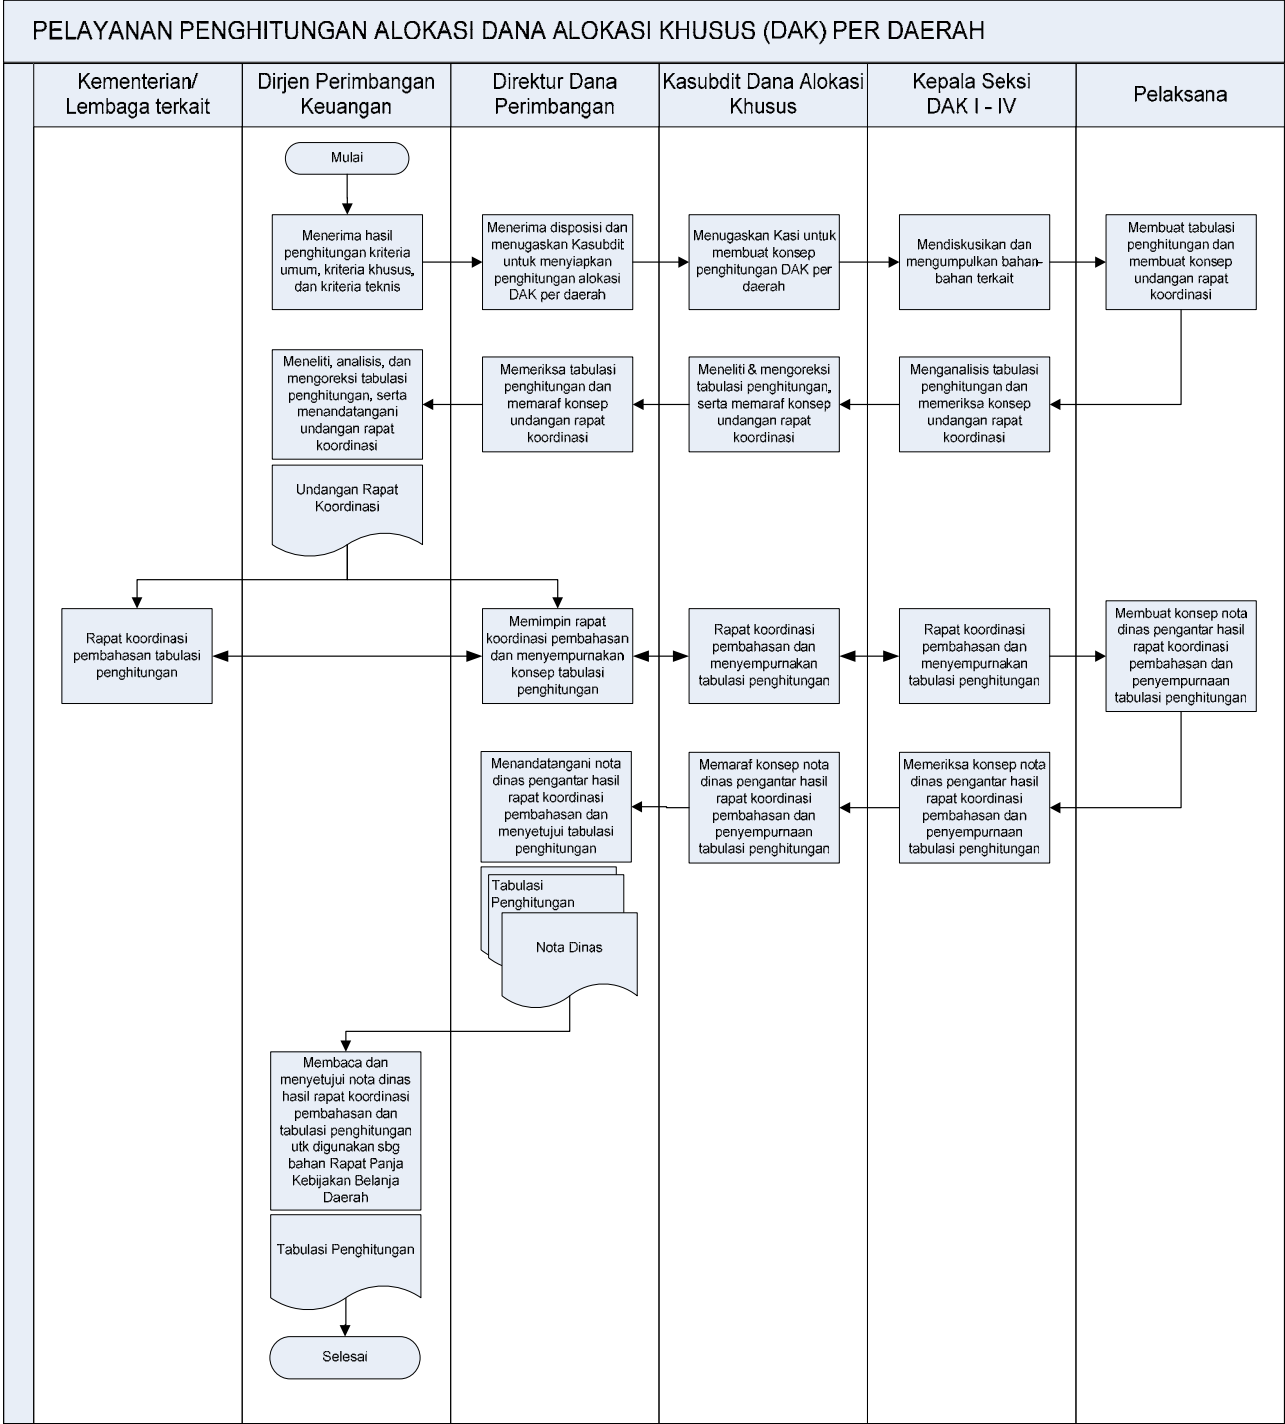 PELAYANAN PENGHITUNGAN ALOKASI DANA ALOKASI KHUSUS (DAK) PER DAERAH
Kementerian/
Lembaga terkait
Dirjen Perimbangan
Keuangan
Direktur Dana
Perimbangan
Kasubdit Dana Alokasi
Khusus
Kepala Seksi
DAK I - IV
Pelaksana
Mulai
Menerima hasil
penghitungan kriteria
umum, kriteria khusus,
dan kriteria teknis
Menerima disposisi dan
menugaskan Kasubdit
untuk menyiapkan
penghitungan alokasi
DAK per daerah
Menugaskan Kasi untuk
membuat konsep
penghitungan DAK per
daerah
Mendiskusikan dan
mengumpulkan bahan-
bahan terkait
Membuat tabulasi
penghitungan dan
membuat konsep
undangan rapat
koordinasi
Meneliti, analisis, dan
mengoreksi tabulasi
penghitungan, serta
menandatangani
undangan rapat
koordinasi
Memeriksa tabulasi
penghitungan dan
memaraf konsep
undangan rapat
koordinasi
Meneliti & mengoreksi
tabulasi penghitungan,
serta memaraf konsep
undangan rapat
koordinasi
Menganalisis tabulasi
penghitungan dan
memeriksa konsep
undangan rapat
koordinasi
Undangan Rapat
Koordinasi
Rapat koordinasi
pembahasan tabulasi
penghitungan
Memimpin rapat
koordinasi pembahasan
dan menyempurnakan
konsep tabulasi
penghitungan
Rapat koordinasi
pembahasan dan
menyempurnakan
tabulasi penghitungan
Rapat koordinasi
pembahasan dan
menyempurnakan
tabulasi penghitungan
Membuat konsep nota
dinas pengantar hasil
rapat koordinasi
pembahasan dan
penyempurnaan
tabulasi penghitungan
Menandatangani nota
dinas pengantar hasil
rapat koordinasi
pembahasan dan
menyetujui tabulasi
penghitungan
Memaraf konsep nota
dinas pengantar hasil
rapat koordinasi
pembahasan dan
penyempurnaan
tabulasi penghitungan
Memeriksa konsep nota
dinas pengantar hasil
rapat koordinasi
pembahasan dan
penyempurnaan
tabulasi penghitungan
Tabulasi
Penghitungan
Nota Dinas
Membaca dan
menyetujui nota dinas
hasil rapat koordinasi
pembahasan dan
tabulasi penghitungan
utk digunakan sbg
bahan Rapat Panja
Kebijakan Belanja
Daerah
Tabulasi Penghitungan
Selesai